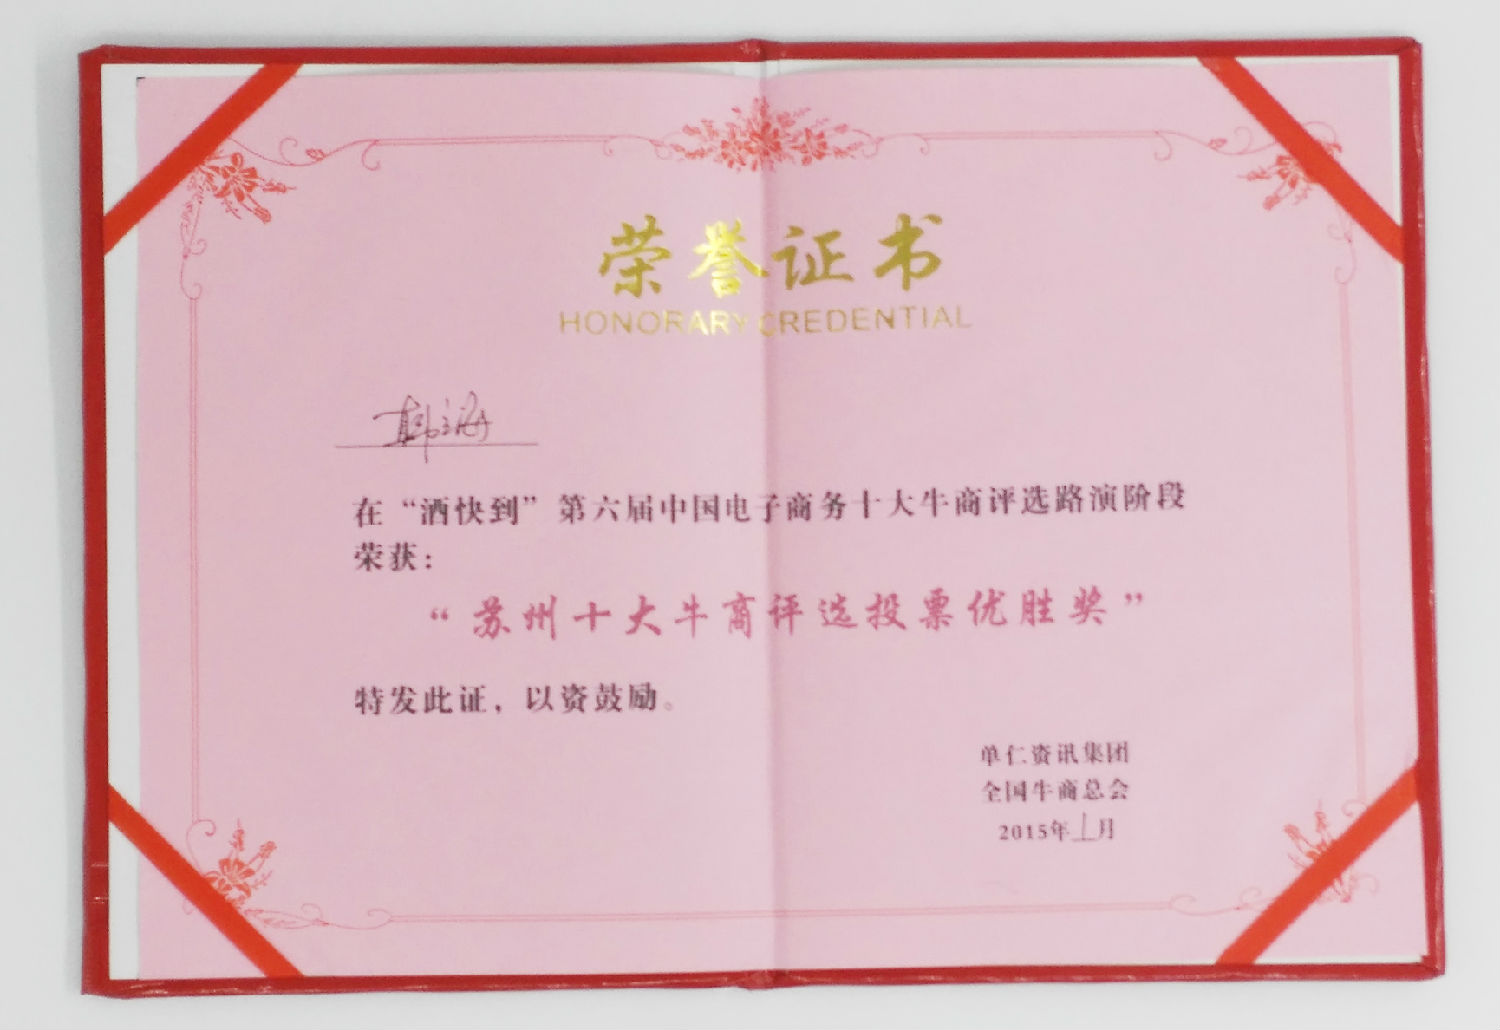 荣誉证书
HONORARY CREDENTIAL
在“酒快到”第六届中国电子商务十大牛商评选路演阶段
荣获：
“苏州十大牛商评选投票优胜奖”
特发此证，以资鼓励。
单仁资讯集团
全国牛商总会
2015年1月